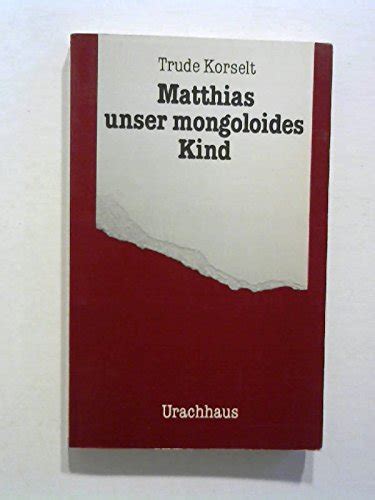 Trude Korselt
Matthias
unser mongoloides
Kind
Urachhaus